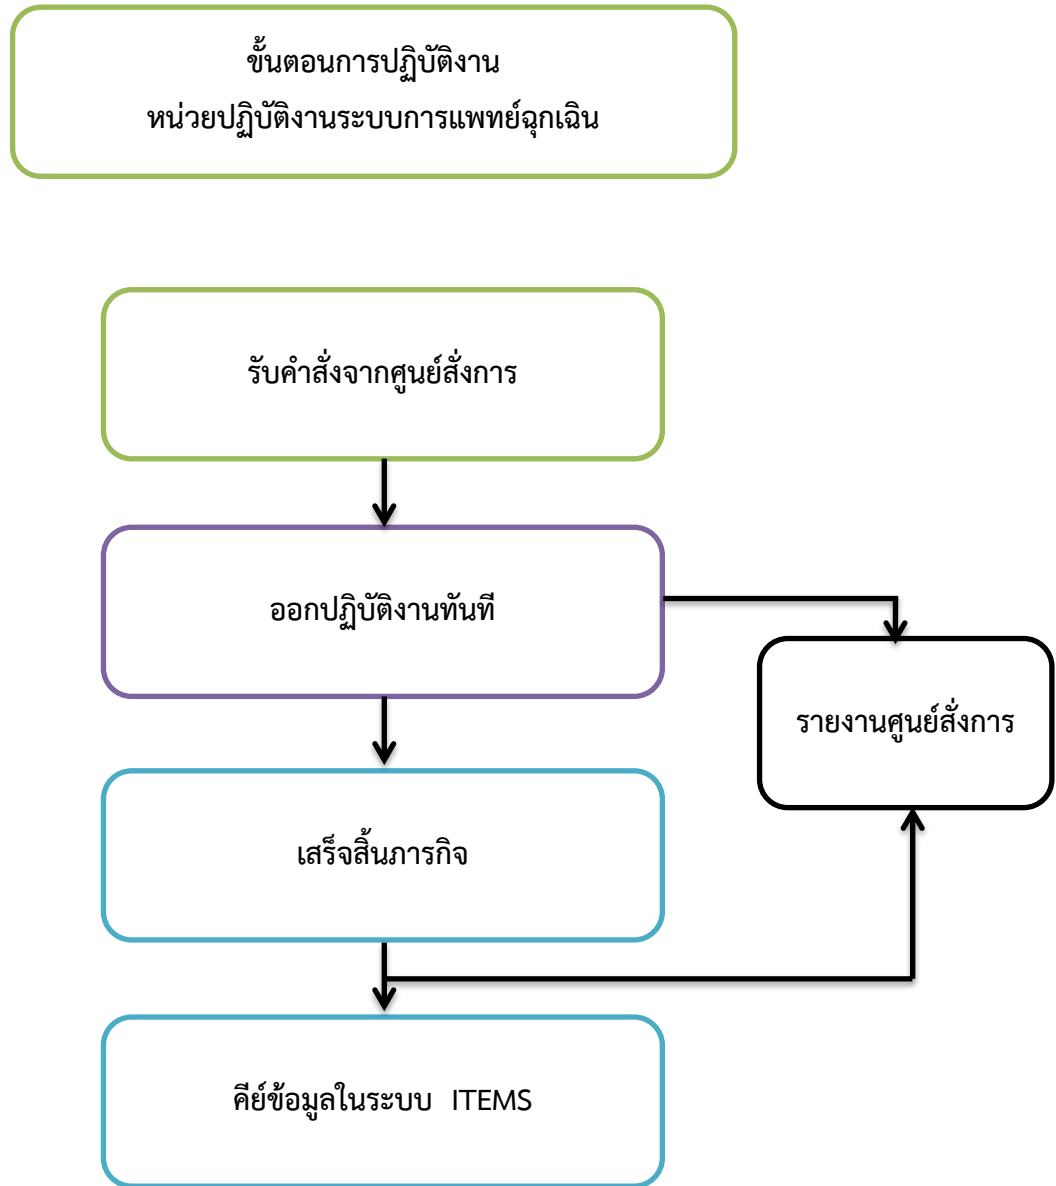 ขั้นตอนการปฏิบัติงาน
หน่วยปฏิบัติงานระบบการแพทย์ฉุกเฉิน
รับคำสั่งจากศูนย์สั่งการ
ออกปฏิบัติงานทันที
รายงานศูนย์สั่งการ
เสร็จสิ้นภารกิจ
คีย์ข้อมูลในระบบ ITEMS